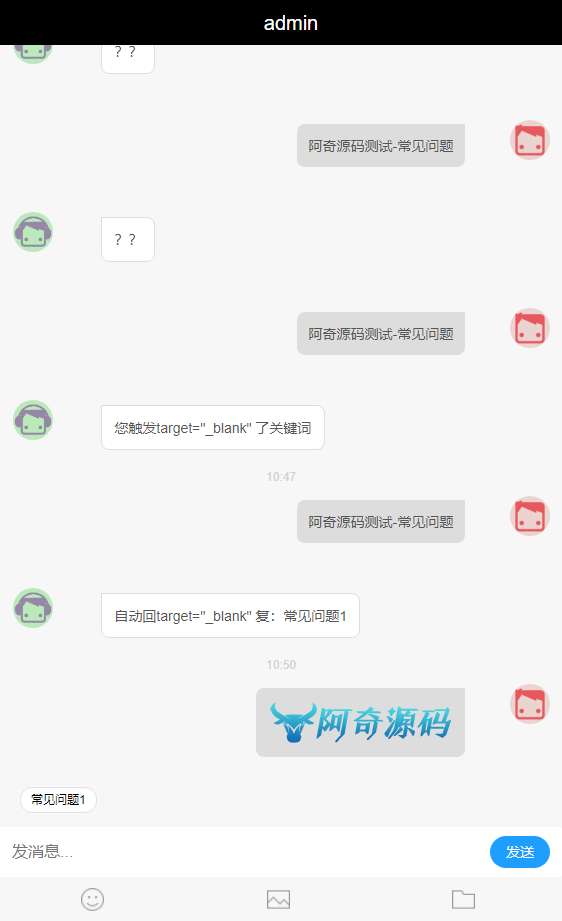 admin
？？
阿奇源码测试-常见问题
？？
阿奇源码测试-常见问题
您触发target="_blank" 了关键词
10:47
阿奇源码测试-常见问题
自动回target="_blank" 复：常见问题1
10:50
阿奇源码
常见问题1
发消息...
发送